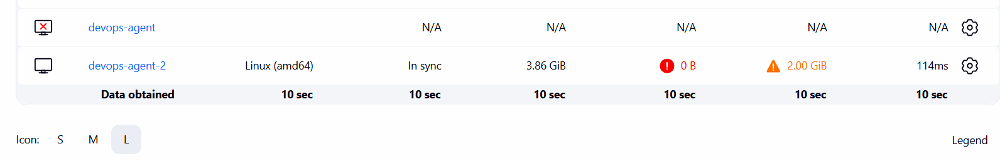 devops-agent N/A N/A N/A N/A N/A
devops-agent-2 Linux (amd64) In sync 3.86 GiB 0 B 2.00 GiB 114ms
Data obtained 10 sec 10 sec 10 sec 10 sec 10 sec 10 sec
Icon: S M L Legend